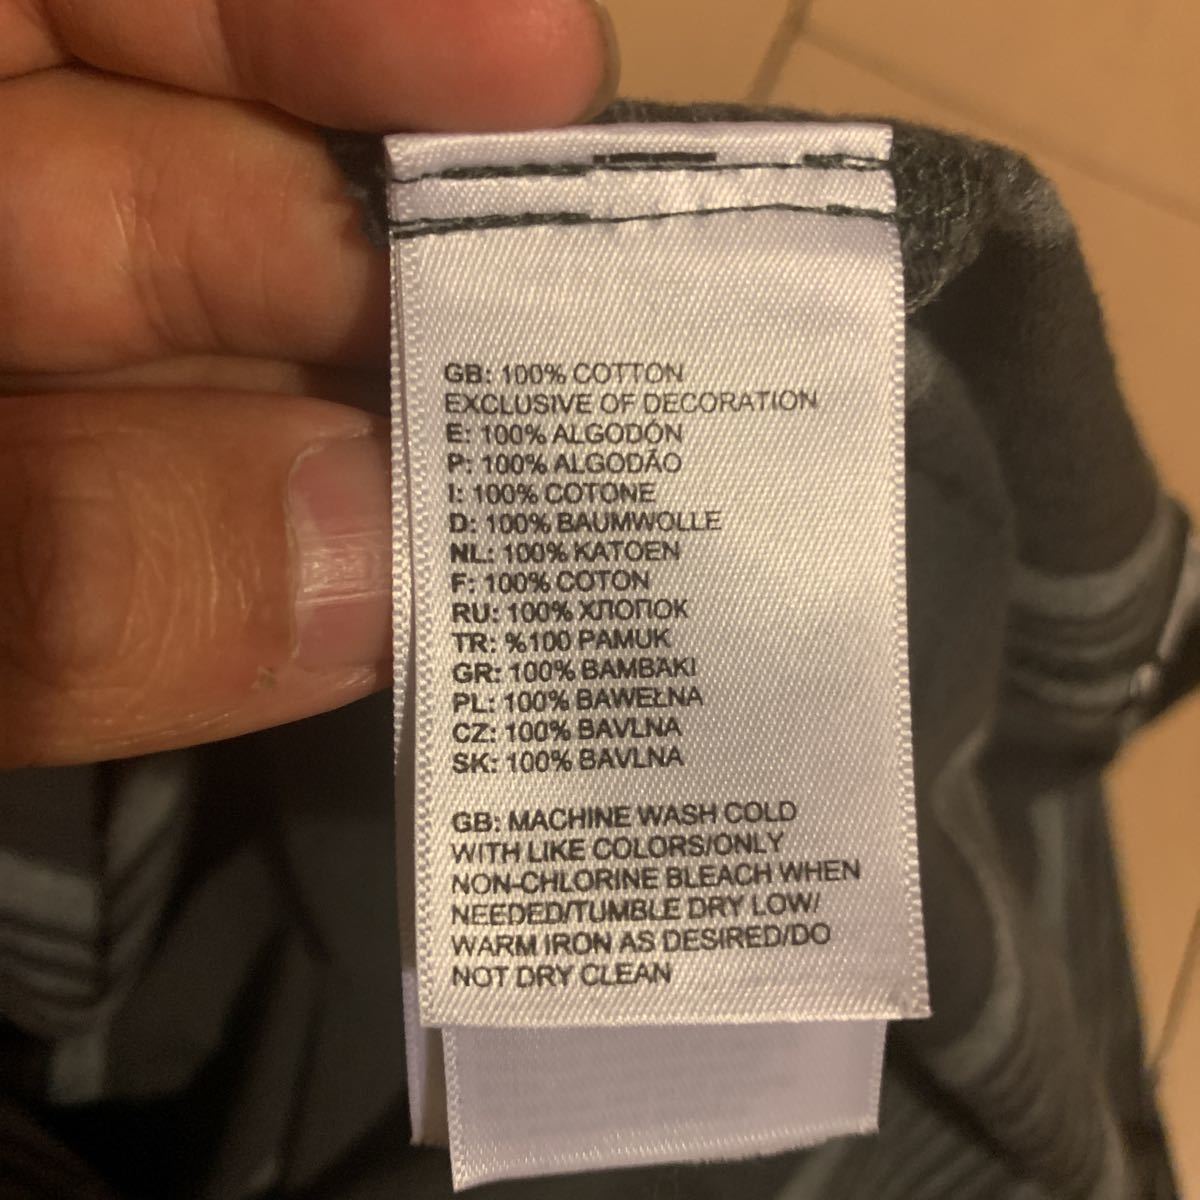 GB: 100% COTTON
EXCLUSIVE OF DECORATION
E: 100% ALGODÓN
P: 100% ALGODÃO
I: 100% COTONE
D: 100% BAUMWOLLE
NL: 100% KATOEN
F: 100% COTON
RU: 100% ХЛОПОК
TR: %100 PAMUK
GR: 100% ΒΑΜΒΑΚΙ
PL: 100% BAWEŁNA
CZ: 100% BAVLNA
SK: 100% BAVLNA
GB: MACHINE WASH COLD
WITH LIKE COLORS/ONLY
NON-CHLORINE BLEACH WHEN
NEEDED/TUMBLE DRY LOW/
WARM IRON AS DESIRED/DO
NOT DRY CLEAN